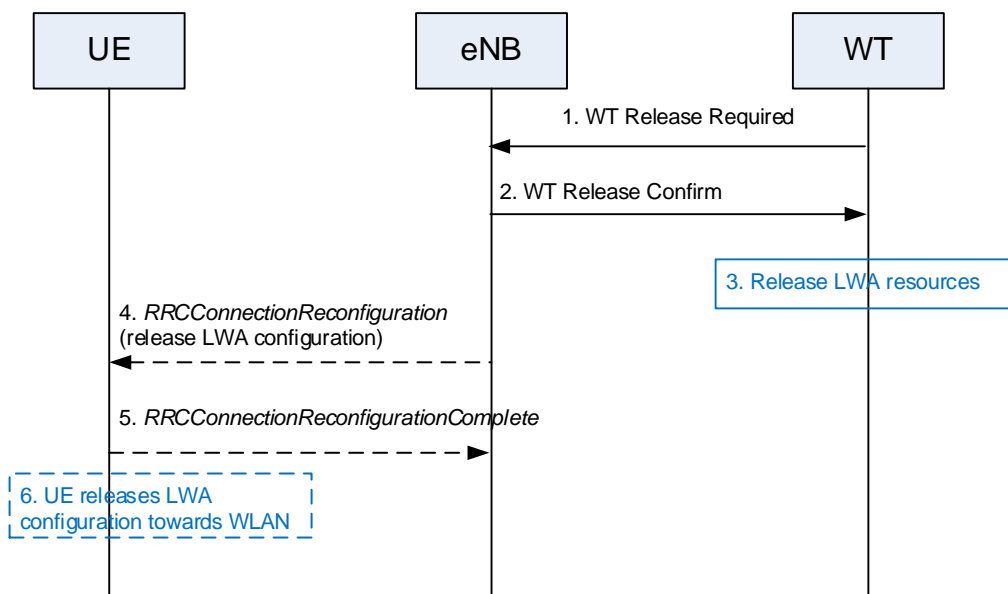 UE
eNB
WT
1. WT Release Required
2. WT Release Confirm
3. Release LWA resources
4. RRCConnectionReconfiguration
(release LWA configuration)
5. RRCConnectionReconfigurationComplete
6. UE releases LWA
configuration towards WLAN